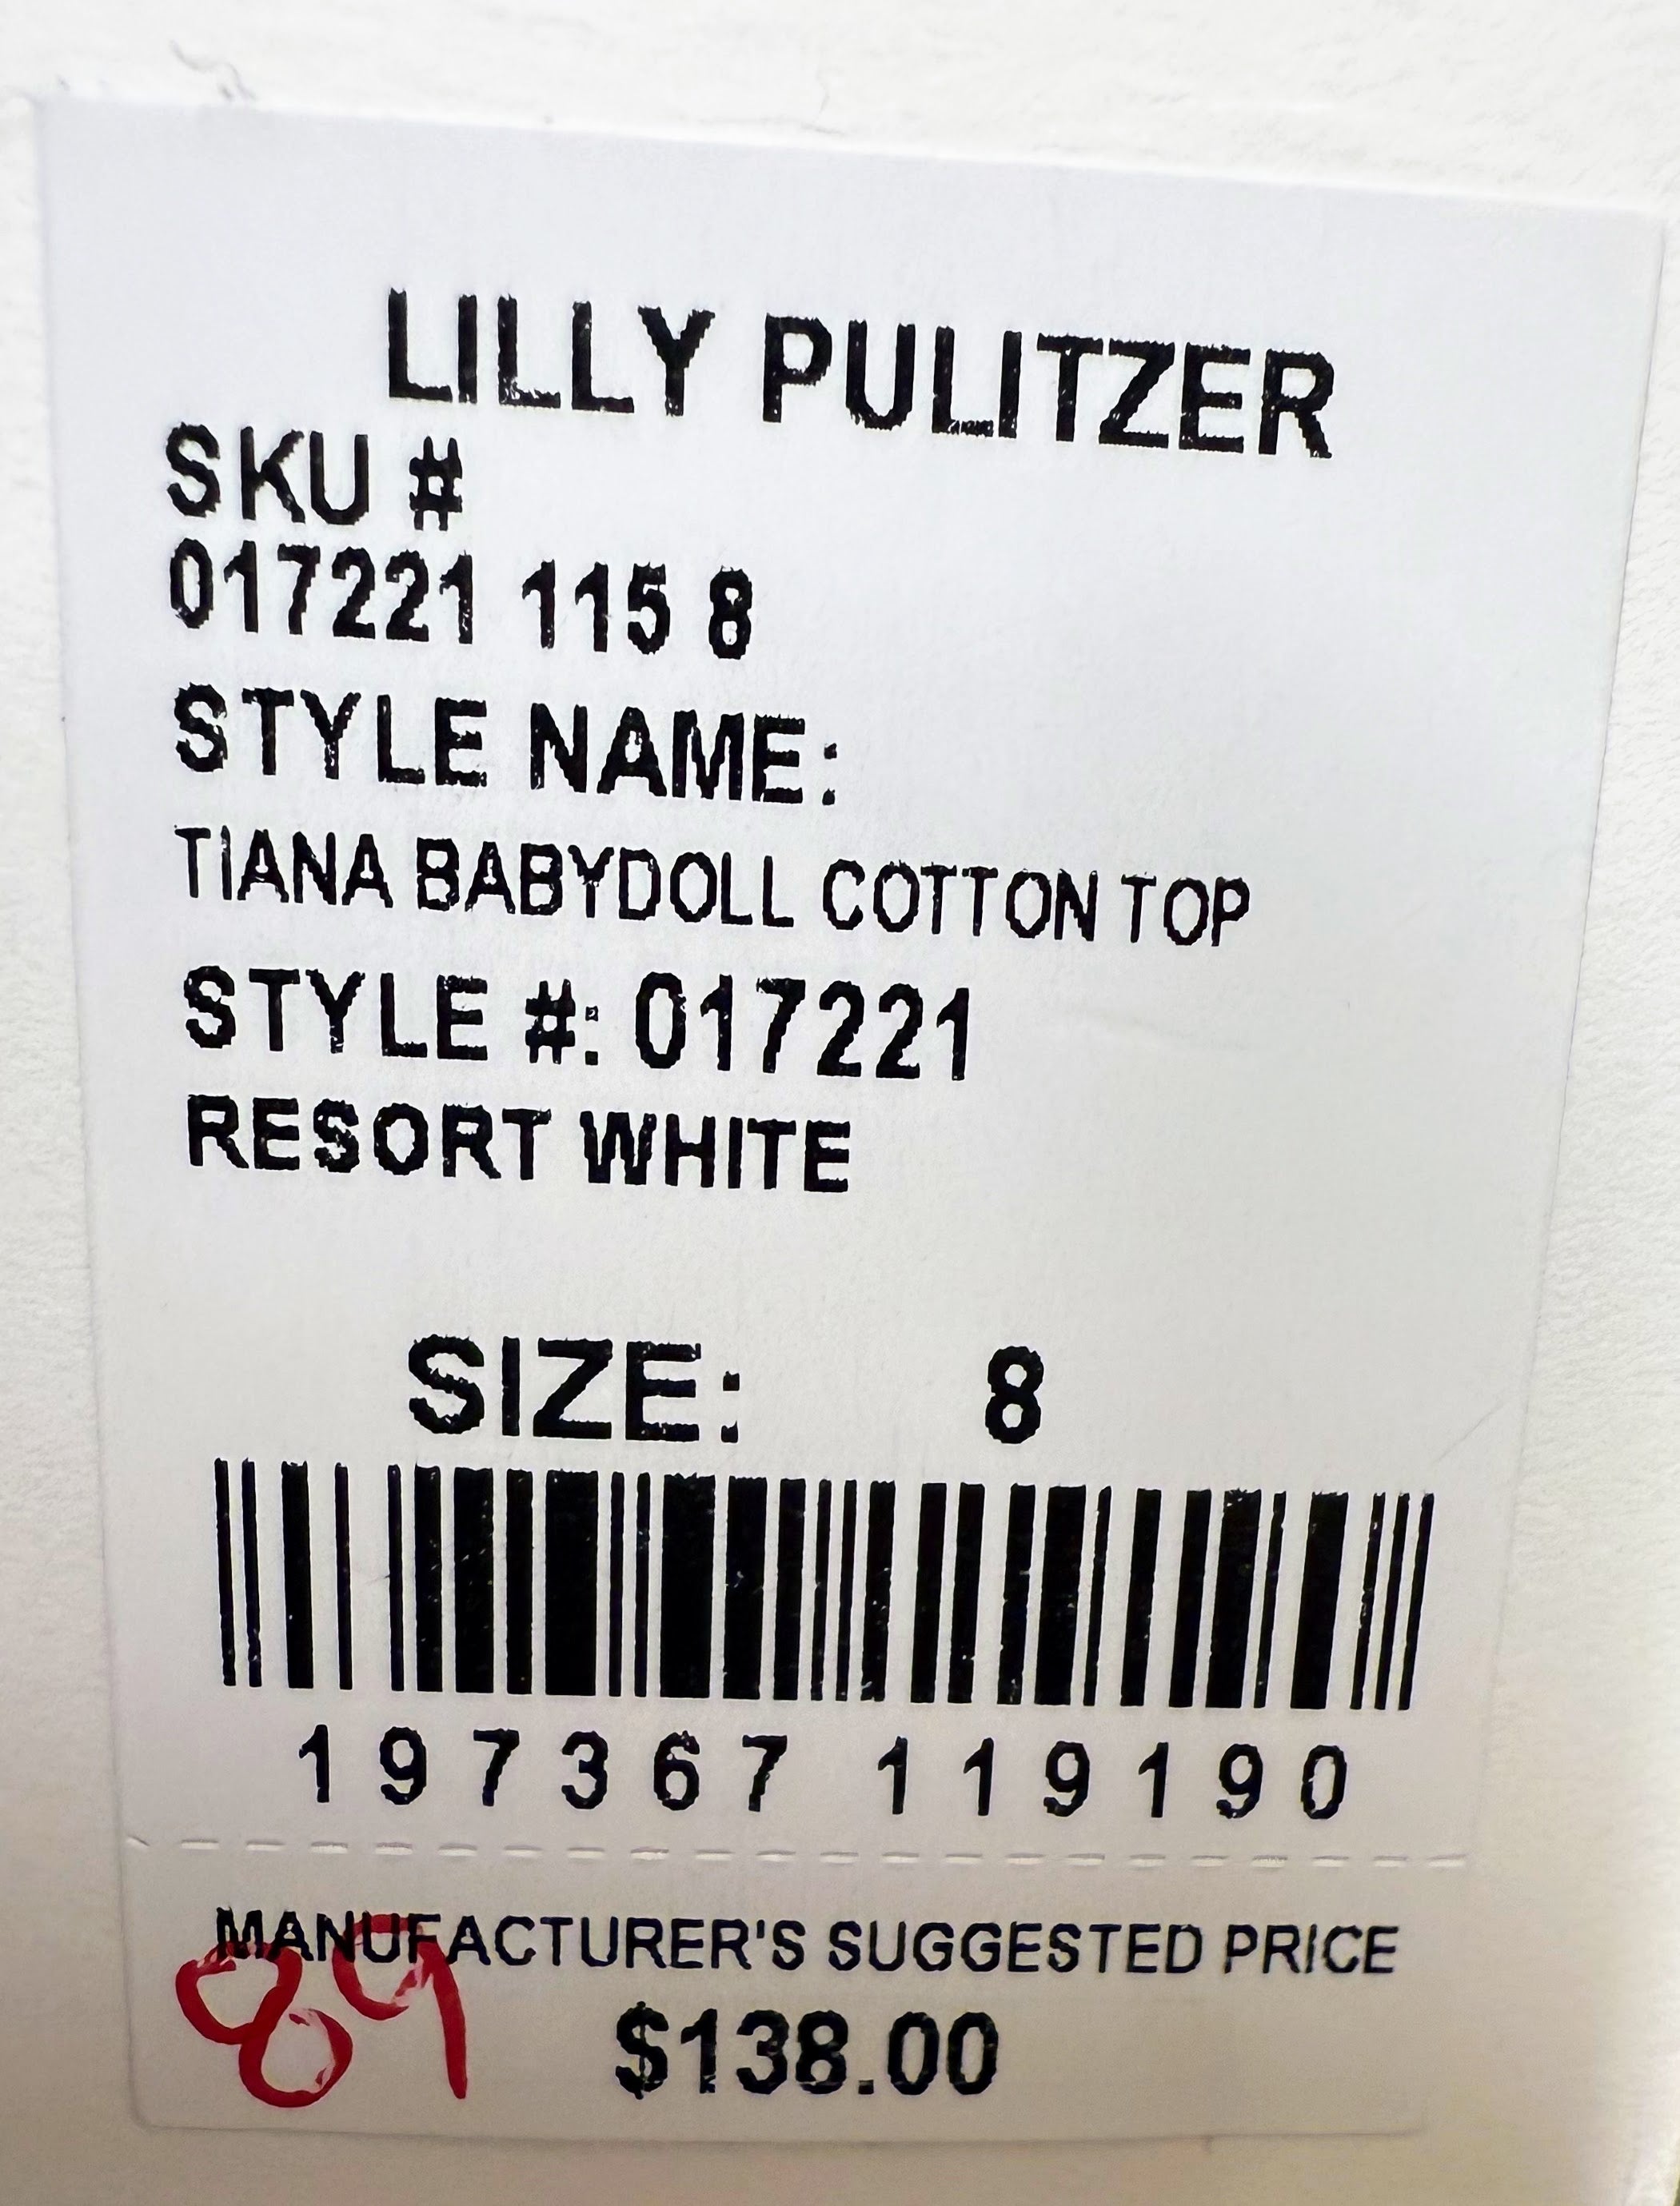 LILLY PULITZER
SKU #
017221 115 8
STYLE NAME:
TIANA BABYDOLL COTTON TOP
STYLE #: 017221
RESORT WHITE
SIZE: 8
197367 119190
MANUFACTURER'S SUGGESTED PRICE
89
$138.00